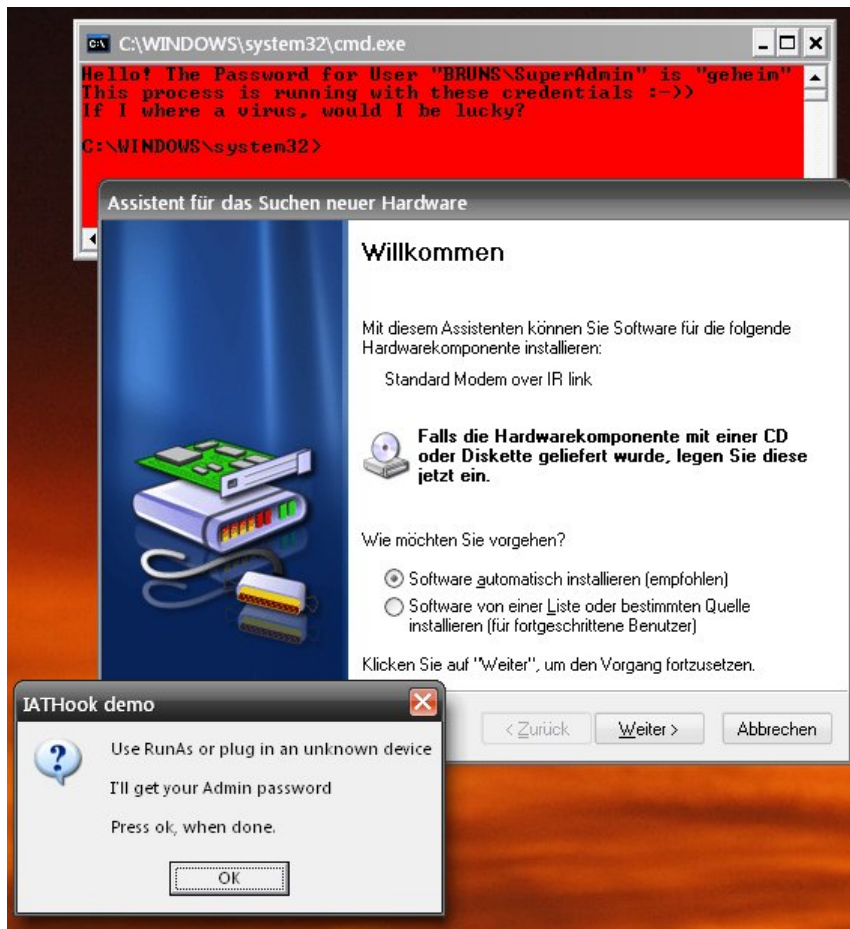 C:\WINDOWS\system32\cmd.exe
Hello! The Password for User "BRUNS\SuperAdmin" is "geheim"
This process is running with these credentials :->>
If I where a virus, would I be lucky?
C:\WINDOWS\system32>
Assistent für das Suchen neuer Hardware
Willkommen
Mit diesem Assistenten können Sie Software für die folgende
Hardwarekomponente installieren:
Standard Modem over IR link
Falls die Hardwarekomponente mit einer CD
oder Diskette geliefert wurde, legen Sie diese
jetzt ein.
Wie möchten Sie vorgehen?
Software automatisch installieren (empfohlen)
Software von einer Liste oder bestimmten Quelle
installieren (für fortgeschrittene Benutzer)
Klicken Sie auf "Weiter", um den Vorgang fortzusetzen.
< Zurück
Weiter >
Abbrechen
IATHook demo
Use RunAs or plug in an unknown device
I'll get your Admin password
Press ok, when done.
OK